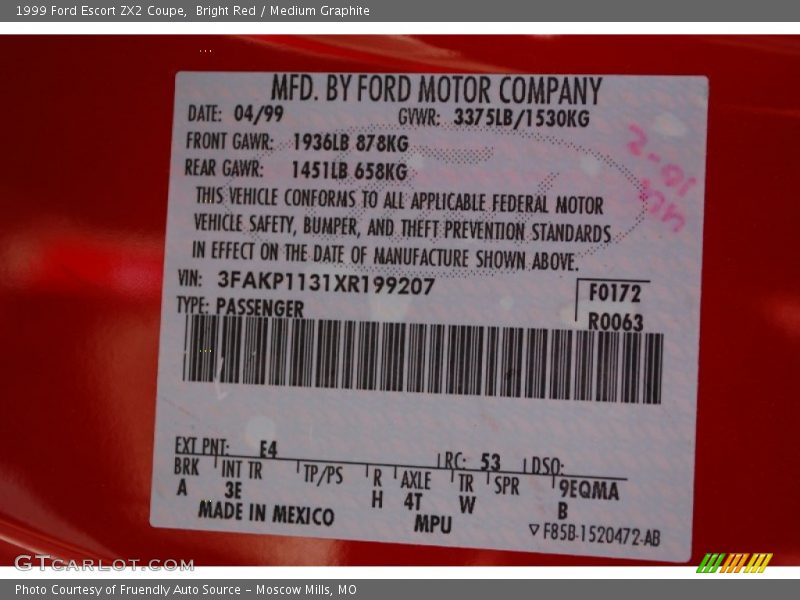 1999 Ford Escort ZX2 Coupe,  Bright Red / Medium Graphite
MFD. BY FORD MOTOR COMPANY
DATE: 04/99 GVWR: 3375LB/1530KG
FRONT GAWR: 1936LB 878KG
REAR GAWR: 1451LB 658KG
THIS VEHICLE CONFORMS TO ALL APPLICABLE FEDERAL MOTOR
VEHICLE SAFETY, BUMPER, AND THEFT PREVENTION STANDARDS
IN EFFECT ON THE DATE OF MANUFACTURE SHOWN ABOVE.
VIN: 3FAKP1131XR199207
F0172
TYPE: PASSENGER
R0063
EXT PNT: E4 RC: 53 DSO:
BRK INT TR TP/PS R AXLE TR SPR 9EQMA
A 3E H 4T W B
MADE IN MEXICO MPU ▽F85B-1520472-AB
GTCARLOT.COM
Photo Courtesy of Fruendly Auto Source – Moscow Mills, MO